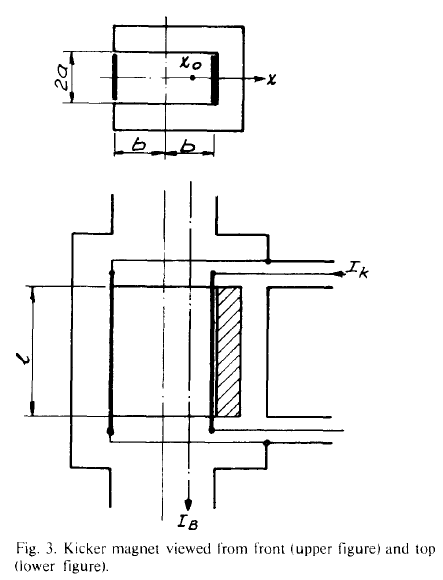 2a
x₀
x
b
b
I_K
l
I_B
Fig. 3. Kicker magnet viewed from front (upper figure) and top
(lower figure).